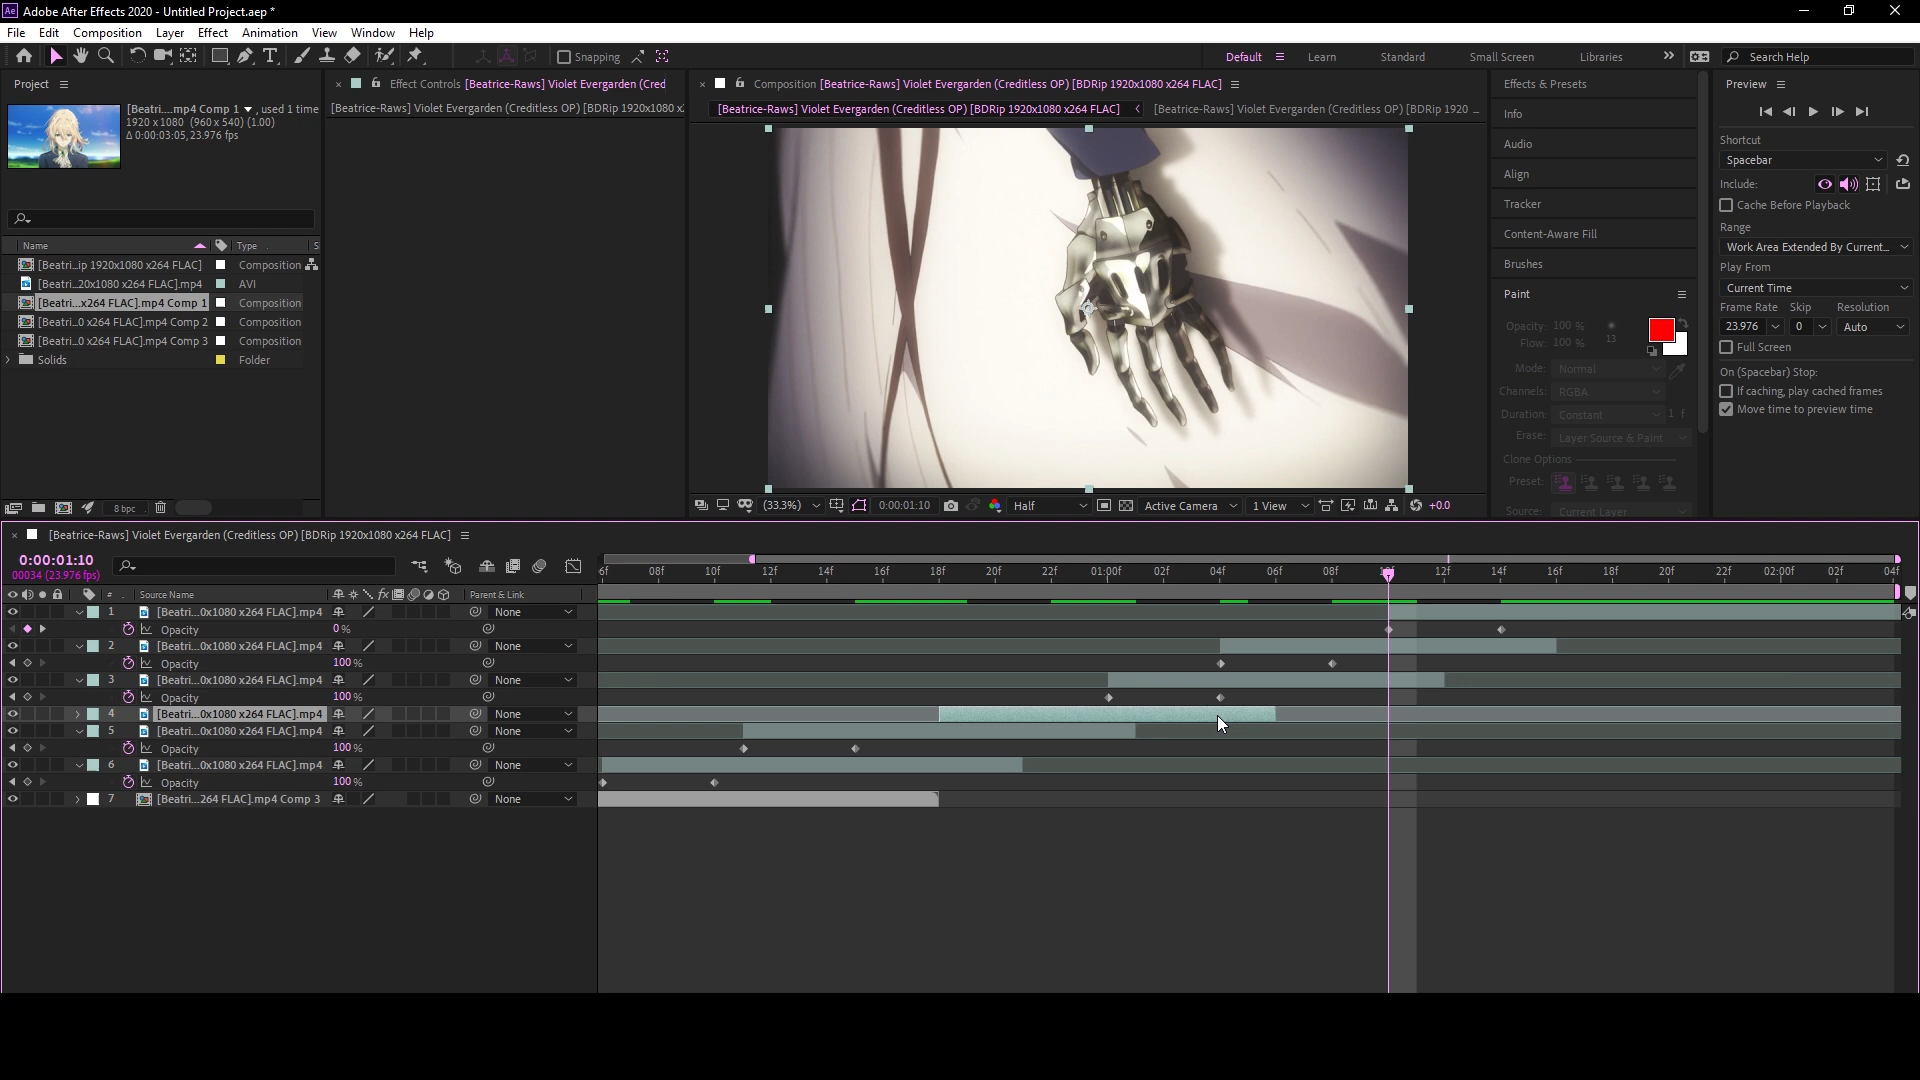 Ae Adobe After Effects 2020 - Untitled Project.aep *
File Edit Composition Layer Effect Animation View Window Help
Snapping Default Learn Standard Small Screen Libraries Search Help
Project
[Beatri....mp4 Comp 1 , used 1 time
1920 x 1080 (960 x 540) (1.00)
Δ 0:00:03:05, 23.976 fps
Name Type S
[Beatri...ip 1920x1080 x264 FLAC] Composition
[Beatri...20x1080 x264 FLAC].mp4 AVI
[Beatri...x264 FLAC].mp4 Comp 1 Composition
[Beatri...0 x264 FLAC].mp4 Comp 2 Composition
[Beatri...0 x264 FLAC].mp4 Comp 3 Composition
Solids Folder
8 bpc
Effect Controls [Beatrice-Raws] Violet Evergarden (Cred
[Beatrice-Raws] Violet Evergarden (Creditless OP) [BDRip 1920x1080 x
Composition [Beatrice-Raws] Violet Evergarden (Creditless OP) [BDRip 1920x1080 x264 FLAC]
[Beatrice-Raws] Violet Evergarden (Creditless OP) [BDRip 1920x1080 x264 FLAC] [Beatrice-Raws] Violet Evergarden (Creditless OP) [BDRip 1920 ...
(33.3%) 0:00:01:10 Half Active Camera 1 View +0.0
Effects & Presets
Info
Audio
Align
Tracker
Content-Aware Fill
Brushes
Paint
Opacity: 100 %
Flow: 100 % 13
Mode: Normal
Channels: RGBA
Duration: Constant 1 f
Erase: Layer Source & Paint
Clone Options
Preset:
Source: Current Layer
Preview
Shortcut
Spacebar
Include:
Cache Before Playback
Range
Work Area Extended By Current...
Play From
Current Time
Frame Rate Skip Resolution
23.976 0 Auto
Full Screen
On (Spacebar) Stop:
If caching, play cached frames
Move time to preview time
[Beatrice-Raws] Violet Evergarden (Creditless OP) [BDRip 1920x1080 x264 FLAC]
0:00:01:10
00034 (23.976 fps)
6f 08f 10f 12f 14f 16f 18f 20f 22f 01:00f 02f 04f 06f 08f 12f 14f 16f 18f 20f 22f 02:00f 02f 04f
# Source Name fx Parent & Link
1 [Beatri...0x1080 x264 FLAC].mp4 None
Opacity 0 %
2 [Beatri...0x1080 x264 FLAC].mp4 None
Opacity 100 %
3 [Beatri...0x1080 x264 FLAC].mp4 None
Opacity 100 %
4 [Beatri...0x1080 x264 FLAC].mp4 None
5 [Beatri...0x1080 x264 FLAC].mp4 None
Opacity 100 %
6 [Beatri...0x1080 x264 FLAC].mp4 None
Opacity 100 %
7 [Beatri...264 FLAC].mp4 Comp 3 None